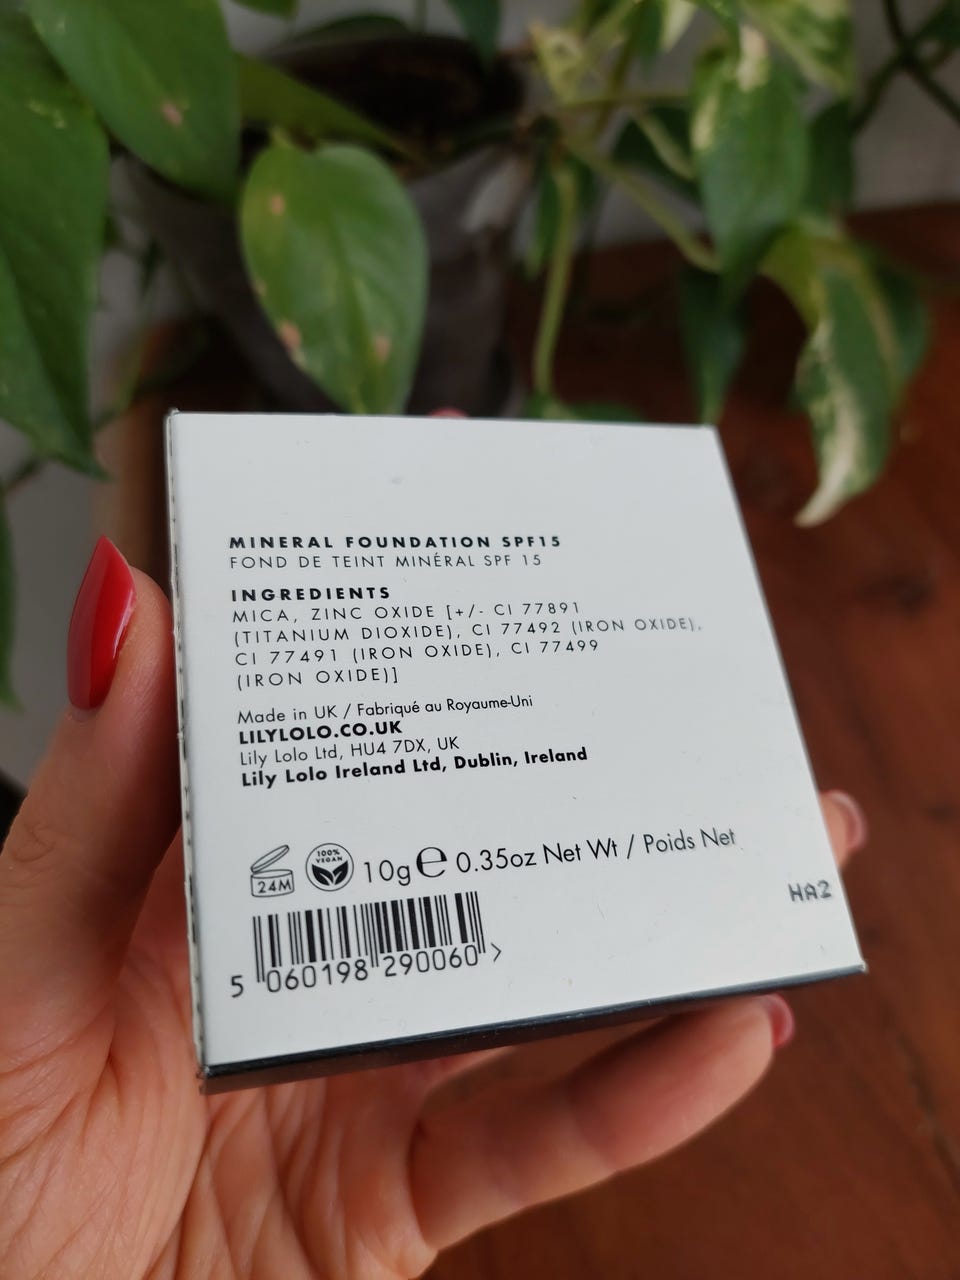 MINERAL FOUNDATION SPF15
FOND DE TEINT MINÉRAL SPF 15
INGREDIENTS
MICA, ZINC OXIDE [+/- CI 77891
(TITANIUM DIOXIDE), CI 77492 (IRON OXIDE),
CI 77491 (IRON OXIDE), CI 77499
(IRON OXIDE)]
Made in UK / Fabriqué au Royaume-Uni
LILYLOLO.CO.UK
Lily Lolo Ltd, HU4 7DX, UK
Lily Lolo Ireland Ltd, Dublin, Ireland
24M
100%
VEGAN
10g ℮ 0.35oz Net Wt / Poids Net
HA2
5 060198 290060 >